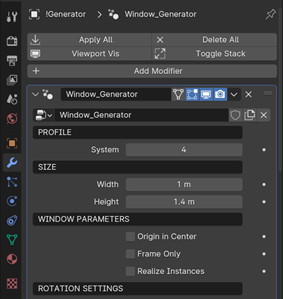 !Generator > Window_Generator
Apply All Delete All
Viewport Vis Toggle Stack
Add Modifier
Window_Generator
Window_Generator
PROFILE
System 4
SIZE
Width 1 m
Height 1.4 m
WINDOW PARAMETERS
Origin in Center
Frame Only
Realize Instances
ROTATION SETTINGS